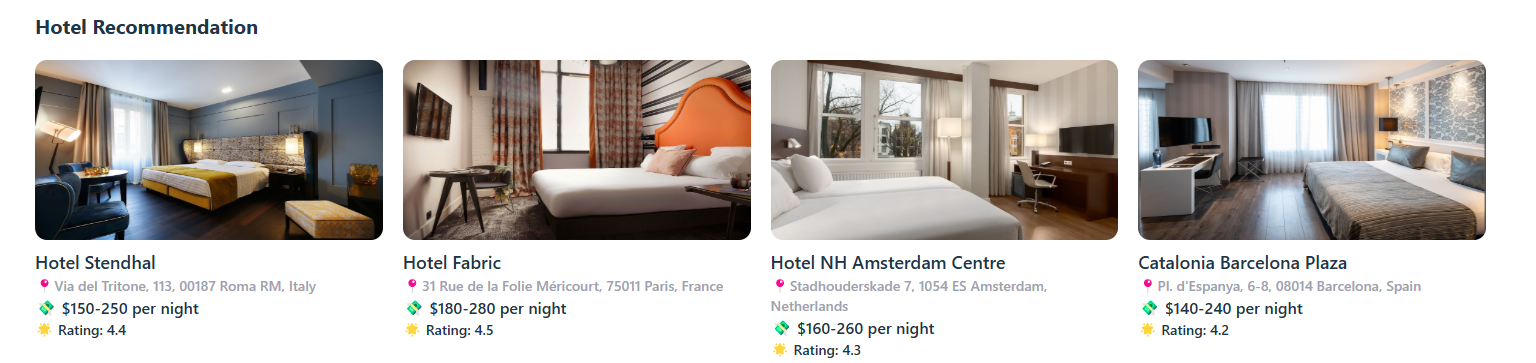 Hotel Recommendation
Hotel Stendhal
Via del Tritone, 113, 00187 Roma RM, Italy
$150-250 per night
Rating: 4.4
Hotel Fabric
31 Rue de la Folie Méricourt, 75011 Paris, France
$180-280 per night
Rating: 4.5
Hotel NH Amsterdam Centre
Stadhouderskade 7, 1054 ES Amsterdam,
Netherlands
$160-260 per night
Rating: 4.3
Catalonia Barcelona Plaza
Pl. d'Espanya, 6-8, 08014 Barcelona, Spain
$140-240 per night
Rating: 4.2